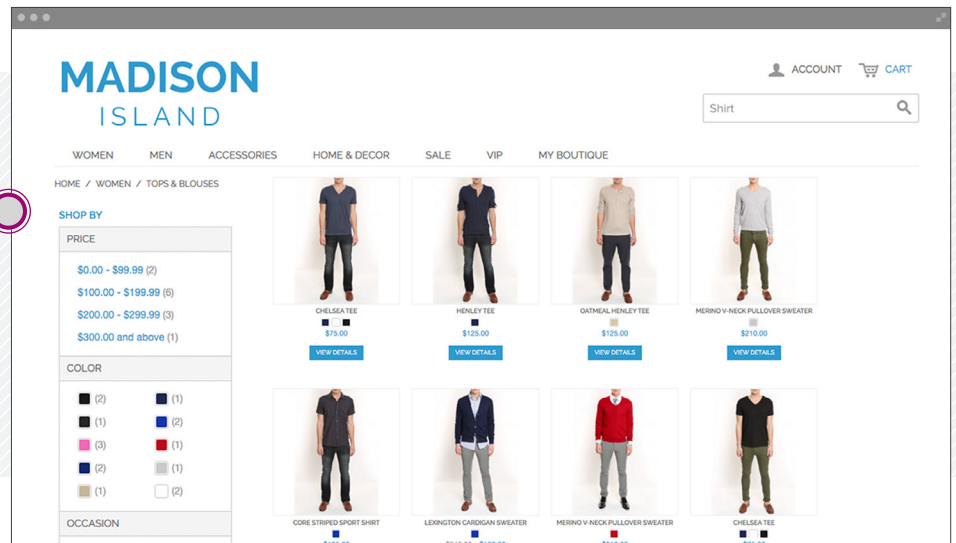 MADISON
ISLAND
ACCOUNT CART
Shirt
WOMEN MEN ACCESSORIES HOME & DECOR SALE VIP MY BOUTIQUE
HOME / WOMEN / TOPS & BLOUSES
SHOP BY
PRICE
$0.00 - $99.99 (2)
$100.00 - $199.99 (6)
$200.00 - $299.99 (3)
$300.00 and above (1)
COLOR
(2) (1)
(1) (2)
(3) (1)
(2) (1)
(1) (2)
OCCASION
CHELSEA TEE
$75.00
VIEW DETAILS
HENLEY TEE
$125.00
VIEW DETAILS
OATMEAL HENLEY TEE
$125.00
VIEW DETAILS
MERINO V-NECK PULLOVER SWEATER
$210.00
VIEW DETAILS
CORE STRIPED SPORT SHIRT
LEXINGTON CARDIGAN SWEATER
MERINO V-NECK PULLOVER SWEATER
CHELSEA TEE